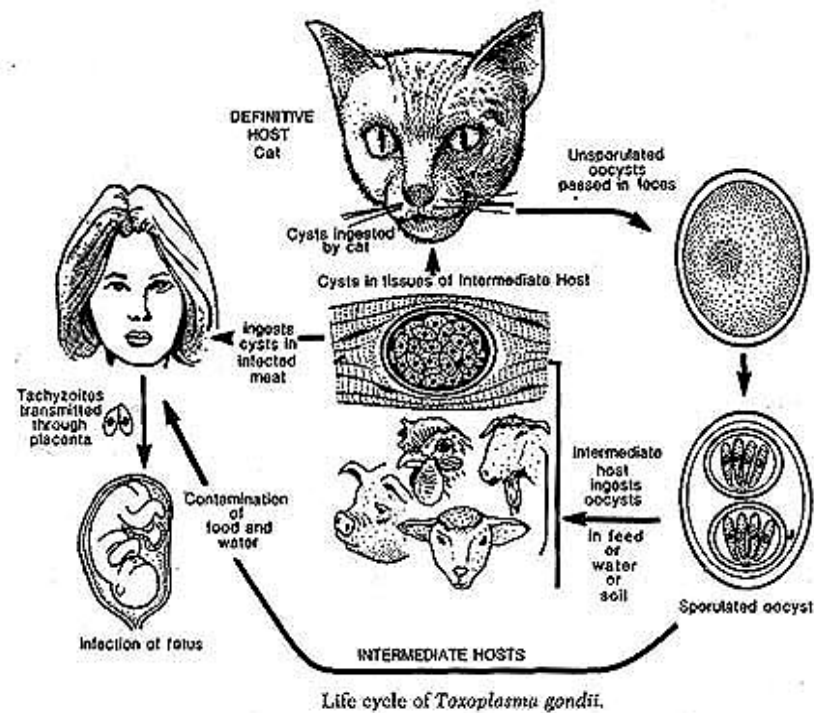 DEFINITIVE
HOST
Cat
Unsporulated
oocysts
passed in feces
Cysts ingested
by cat
Cysts in tissues of Intermediate Host
ingests
cysts in
infected
meat
Tachyzoites
transmitted
through
placenta
Intermediate
host
ingests
oocysts
in feed
or
water
or
soil
Contamination
of
food and
water
Sporulated oocyst
Infection of fetus
INTERMEDIATE HOSTS
Life cycle of Toxoplasma gondii.